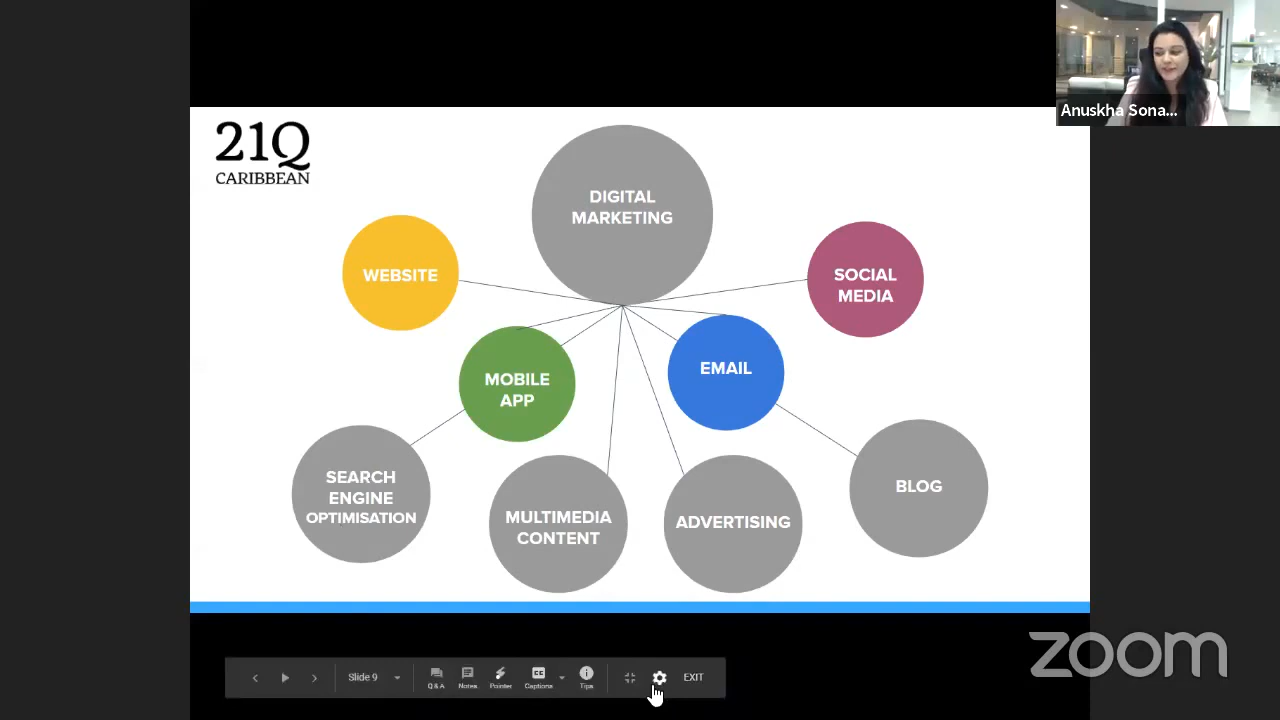 Anuskha Sona...
21Q
CARIBBEAN
DIGITAL
MARKETING
WEBSITE
SOCIAL
MEDIA
MOBILE
APP
EMAIL
SEARCH
ENGINE
OPTIMISATION
MULTIMEDIA
CONTENT
ADVERTISING
BLOG
zoom
Slide 9
Q&A
Notes
Pointer
CC
Captions
Tips
EXIT